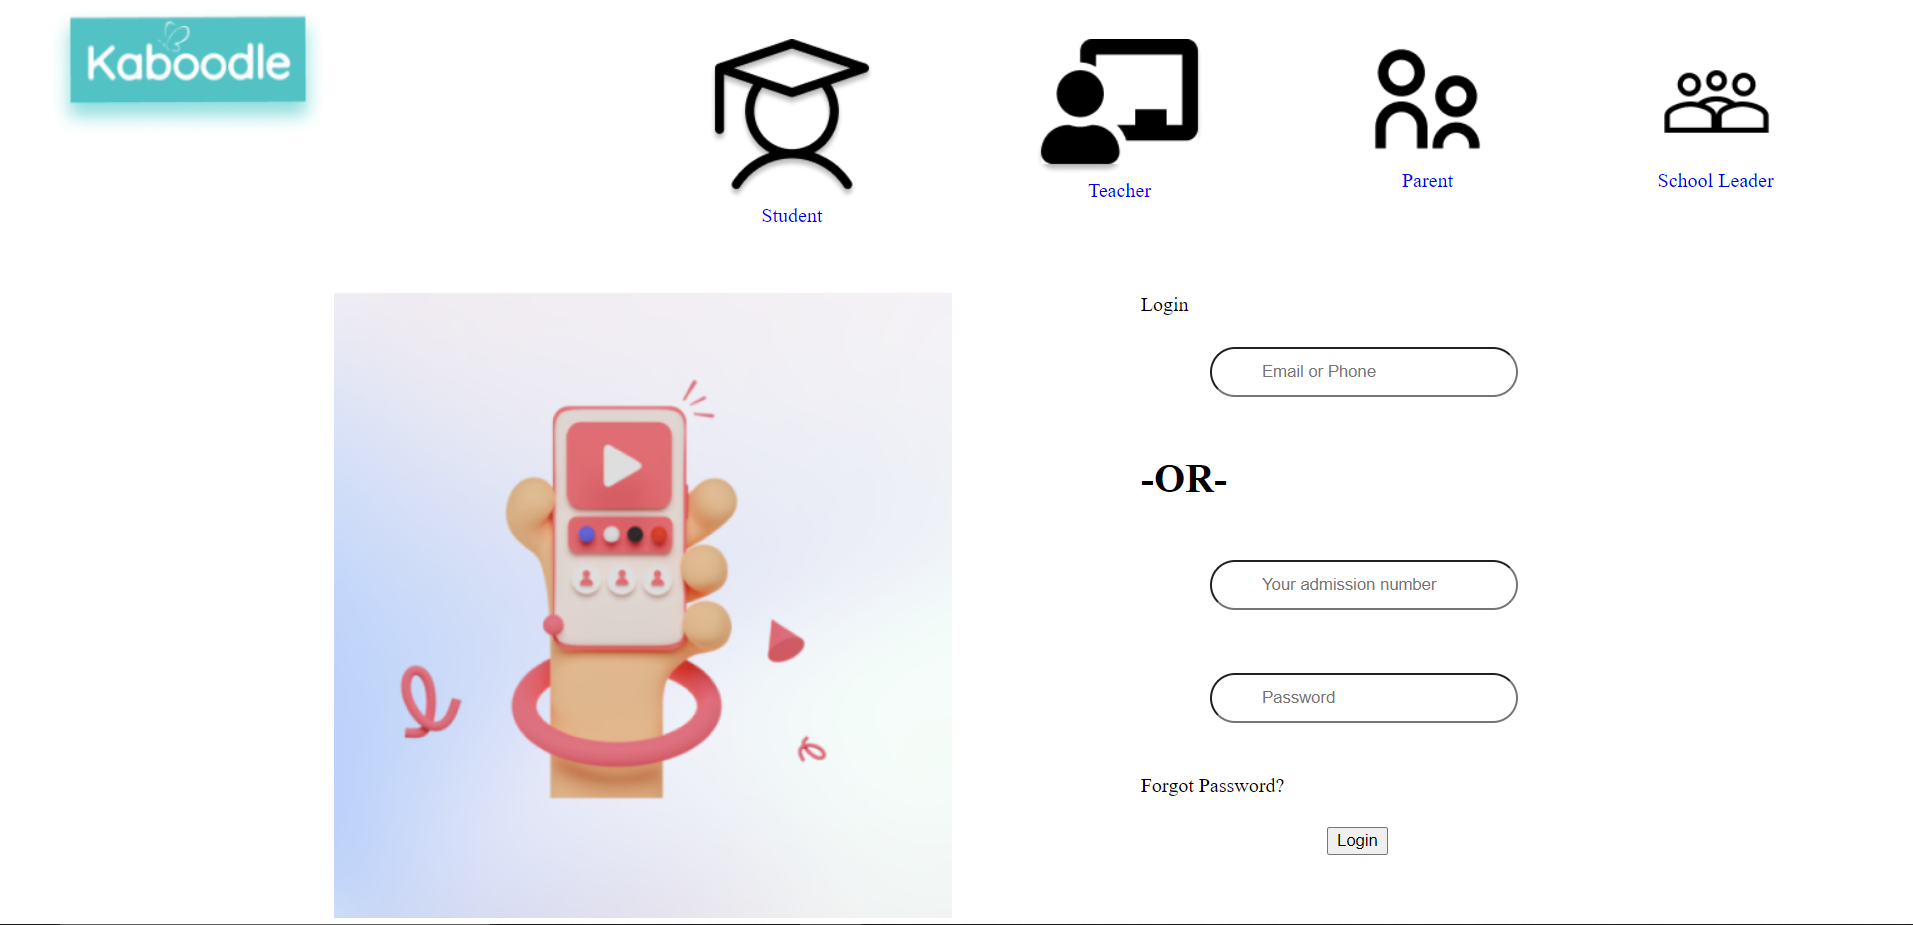 Kaboodle
Student
Teacher
Parent
School Leader
Login
Email or Phone
-OR-
Your admission number
Password
Forgot Password?
Login